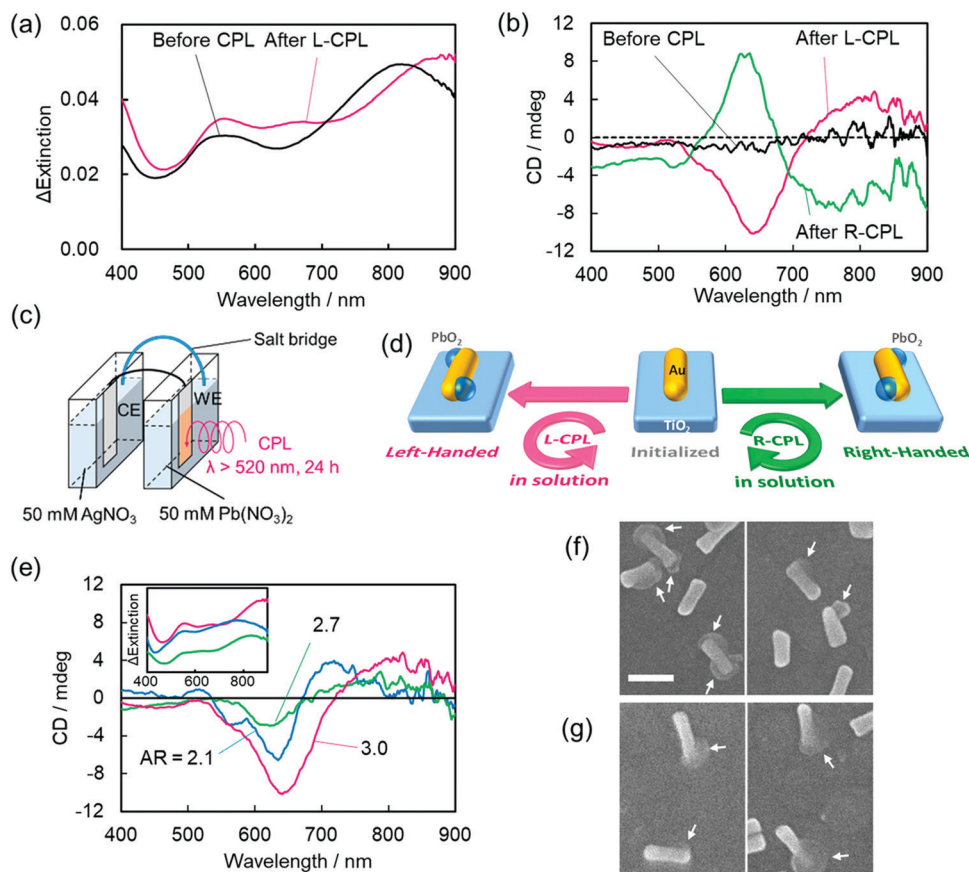 (a)
0.06
0.04
0.02
0.00
ΔExtinction
Before CPL After L-CPL
400 500 600 700 800 900
Wavelength / nm
(b)
12
8
4
0
-4
-8
-12
CD / mdeg
Before CPL
After L-CPL
After R-CPL
400 500 600 700 800 900
Wavelength / nm
(c)
Salt bridge
CE
WE
CPL
λ > 520 nm, 24 h
50 mM AgNO3 50 mM Pb(NO3)2
(d)
PbO2
Au
TiO2
PbO2
Left-Handed
L-CPL
in solution
Initialized
R-CPL
in solution
Right-Handed
(e)
12
8
4
0
-4
-8
-12
CD / mdeg
ΔExtinction
400 600 800
2.7
AR = 2.1
3.0
400 500 600 700 800 900
Wavelength / nm
(f)
(g)